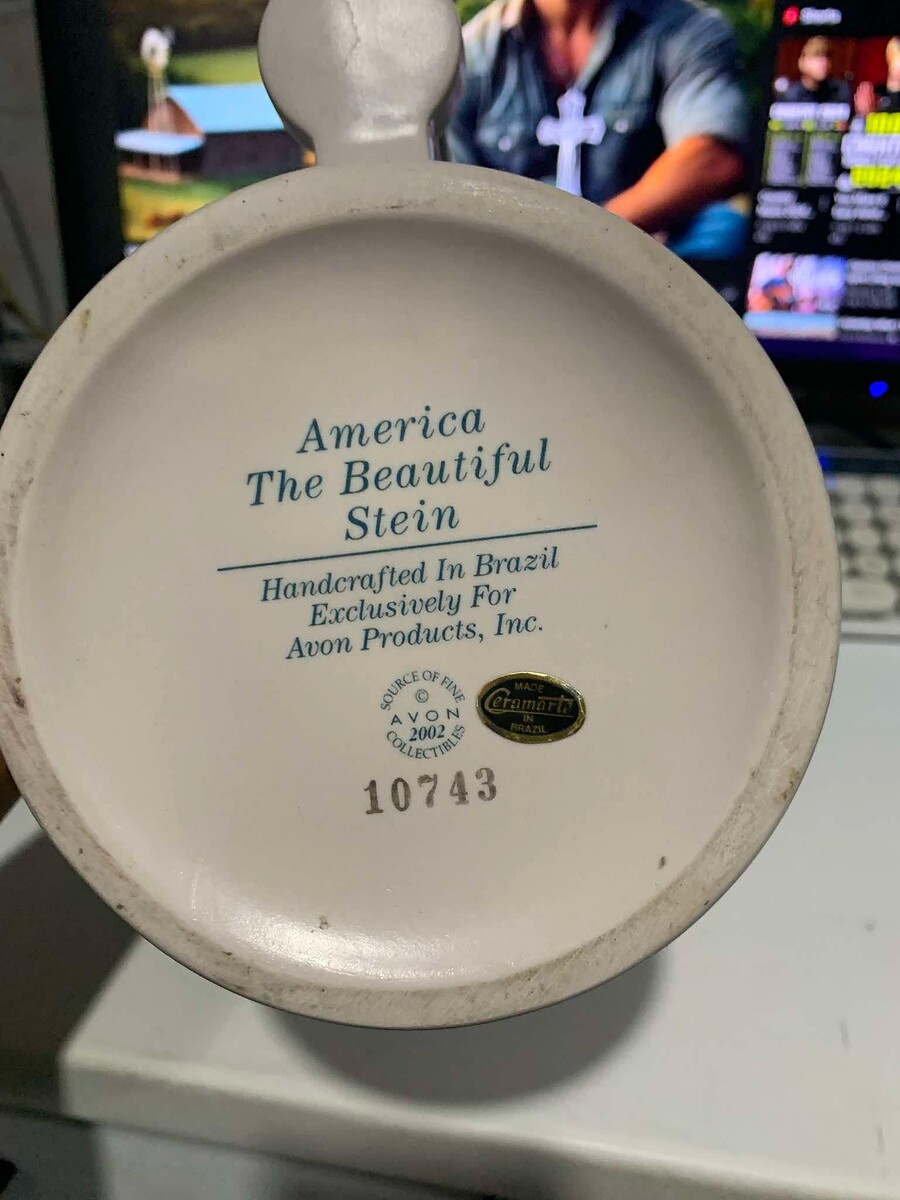 Shorts
America
The Beautiful
Stein
Handcrafted In Brazil
Exclusively For
Avon Products, Inc.
SOURCE OF FINE
©
AVON
2002
COLLECTIBLES
MADE
Ceramarte
IN
BRAZIL
10743